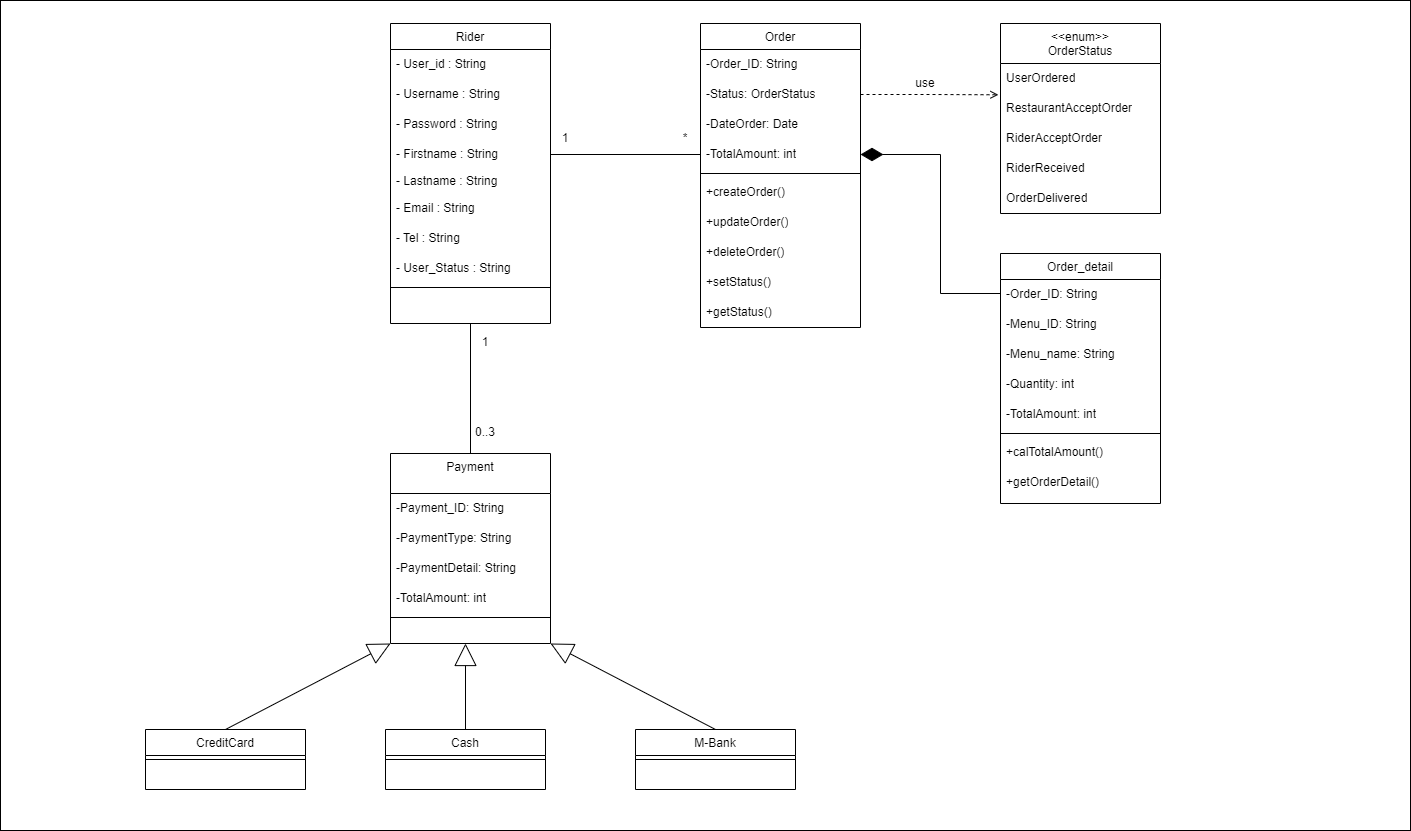 Rider
- User_id : String
- Username : String
- Password : String
- Firstname : String
- Lastname : String
- Email : String
- Tel : String
- User_Status : String
1
*
Order
-Order_ID: String
-Status: OrderStatus
-DateOrder: Date
-TotalAmount: int
+createOrder()
+updateOrder()
+deleteOrder()
+setStatus()
+getStatus()
use
<<enum>>
OrderStatus
UserOrdered
RestaurantAcceptOrder
RiderAcceptOrder
RiderReceived
OrderDelivered
Order_detail
-Order_ID: String
-Menu_ID: String
-Menu_name: String
-Quantity: int
-TotalAmount: int
+calTotalAmount()
+getOrderDetail()
1
0..3
Payment
-Payment_ID: String
-PaymentType: String
-PaymentDetail: String
-TotalAmount: int
CreditCard
Cash
M-Bank